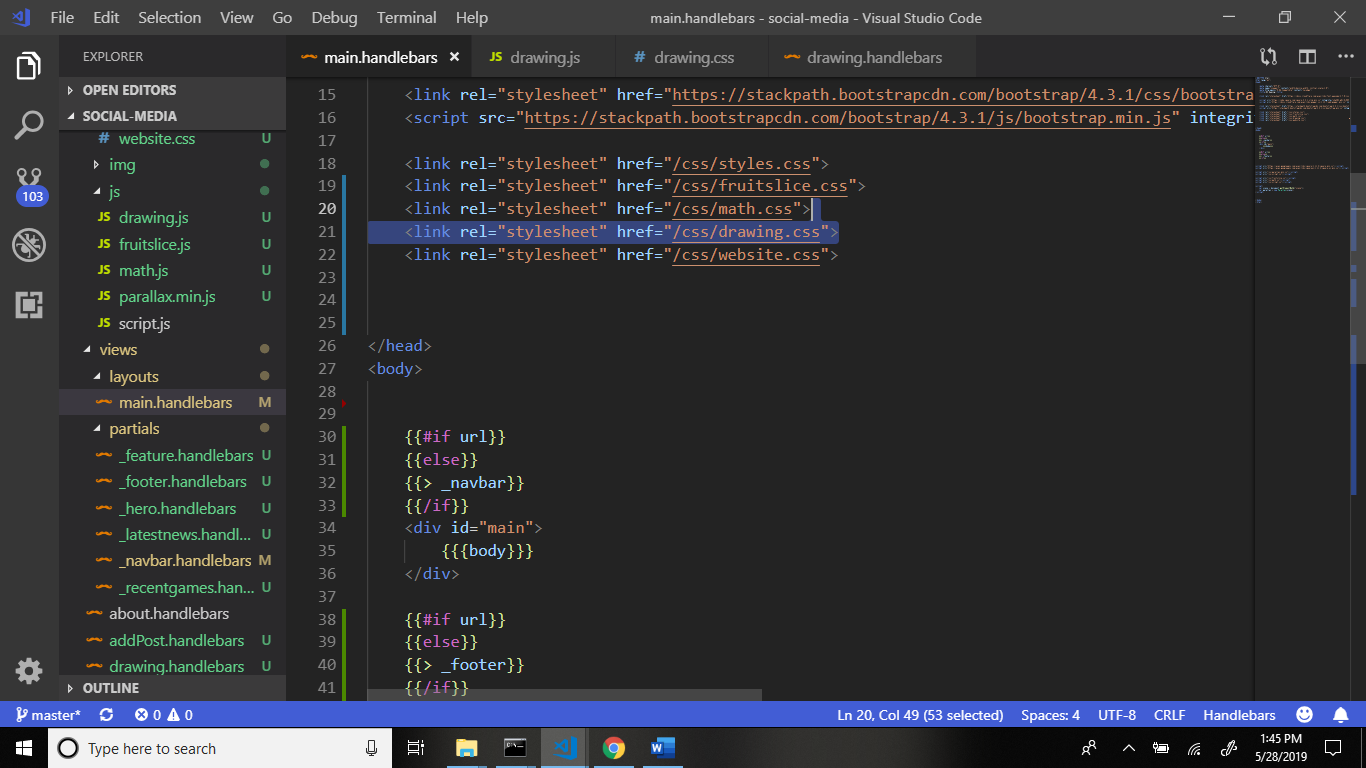 File Edit Selection View Go Debug Terminal Help
main.handlebars - social-media - Visual Studio Code
EXPLORER
OPEN EDITORS
SOCIAL-MEDIA
# website.css U
img
js
JS drawing.js U
JS fruitslice.js U
JS math.js U
JS parallax.min.js U
JS script.js
views
layouts
main.handlebars M
partials
_feature.handlebars U
_footer.handlebars U
_hero.handlebars U
_latestnews.handl... U
_navbar.handlebars M
_recentgames.han... U
about.handlebars
addPost.handlebars U
drawing.handlebars U
OUTLINE
103
main.handlebars × JS drawing.js # drawing.css drawing.handlebars
15 <link rel="stylesheet" href="https://stackpath.bootstrapcdn.com/bootstrap/4.3.1/css/bootstra
16 <script src="https://stackpath.bootstrapcdn.com/bootstrap/4.3.1/js/bootstrap.min.js" integri
17
18 <link rel="stylesheet" href="/css/styles.css">
19 <link rel="stylesheet" href="/css/fruitslice.css">
20 <link rel="stylesheet" href="/css/math.css">
21 <link rel="stylesheet" href="/css/drawing.css">
22 <link rel="stylesheet" href="/css/website.css">
23
24
25
26 </head>
27 <body>
28
29
30 {{#if url}}
31 {{else}}
32 {{> _navbar}}
33 {{/if}}
34 <div id="main">
35 {{{body}}}
36 </div>
37
38 {{#if url}}
39 {{else}}
40 {{> _footer}}
41 {{/if}}
master* 0 0 Ln 20, Col 49 (53 selected) Spaces: 4 UTF-8 CRLF Handlebars
Type here to search
1:45 PM
5/28/2019